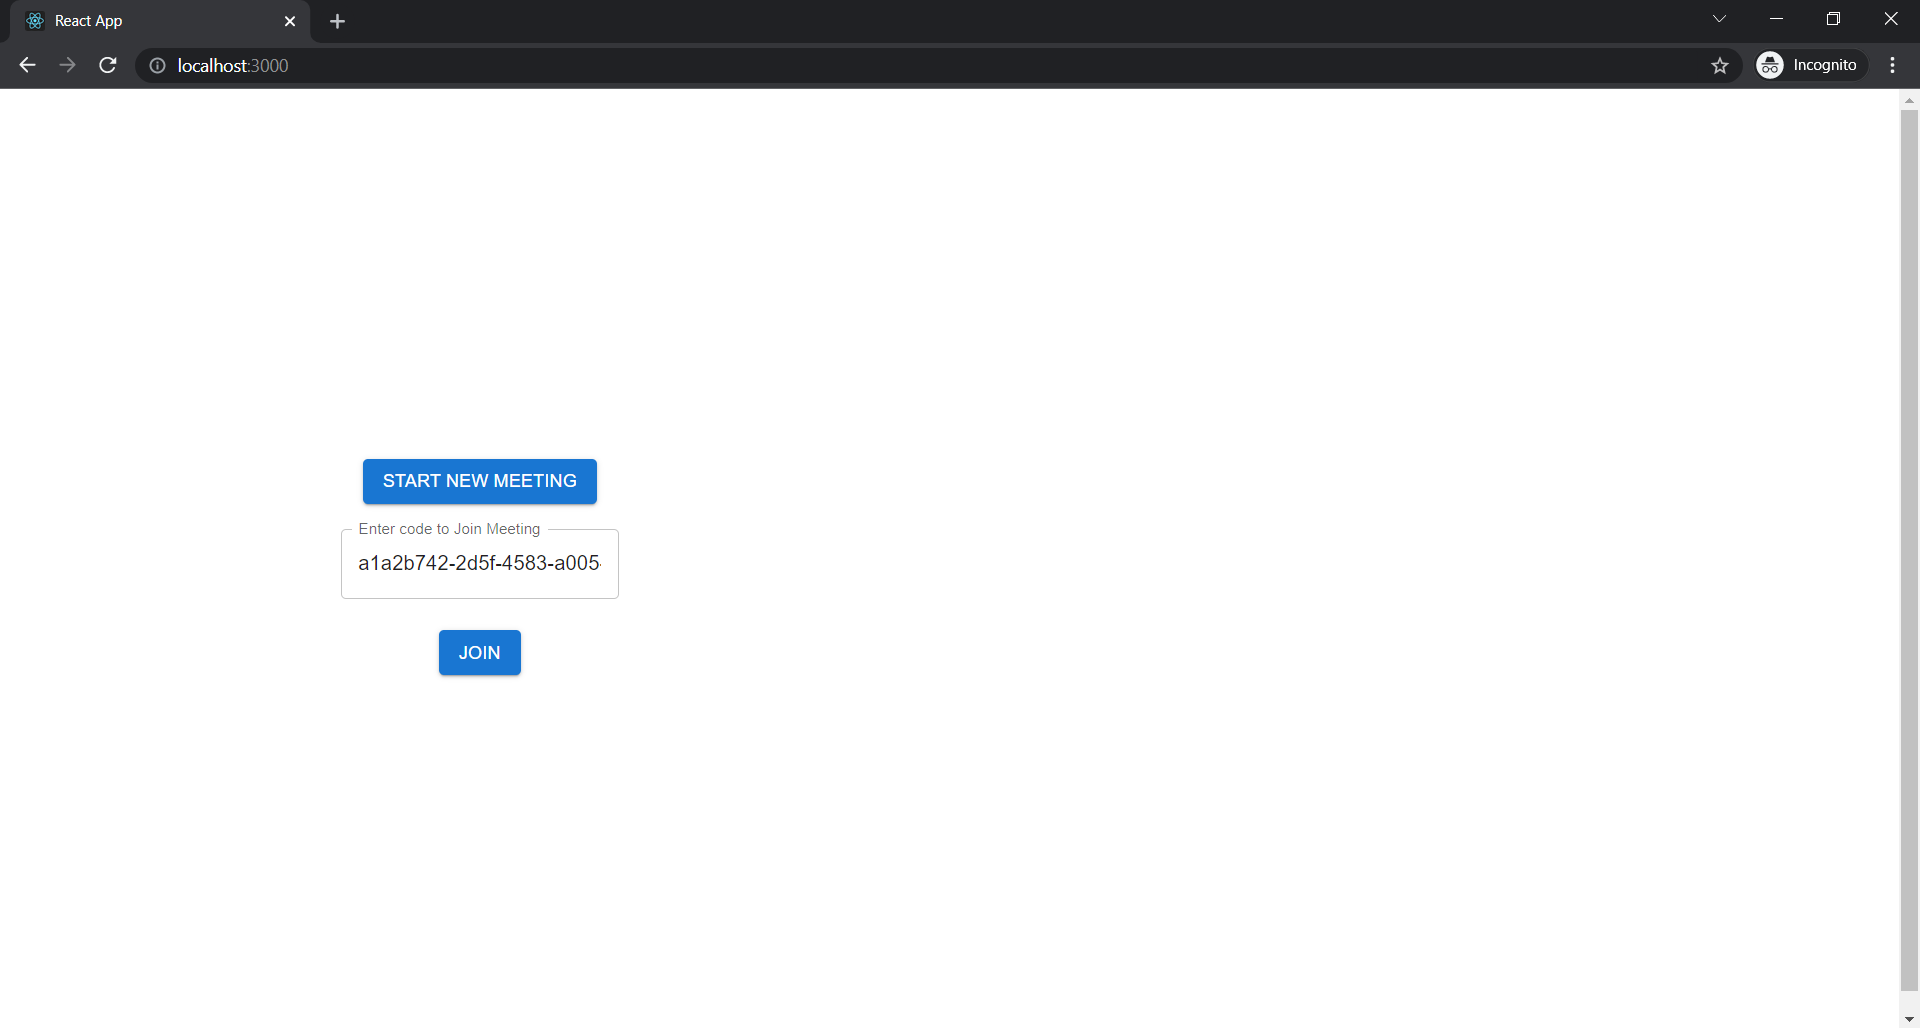 React App
localhost:3000
Incognito
START NEW MEETING
Enter code to Join Meeting
a1a2b742-2d5f-4583-a005-
JOIN